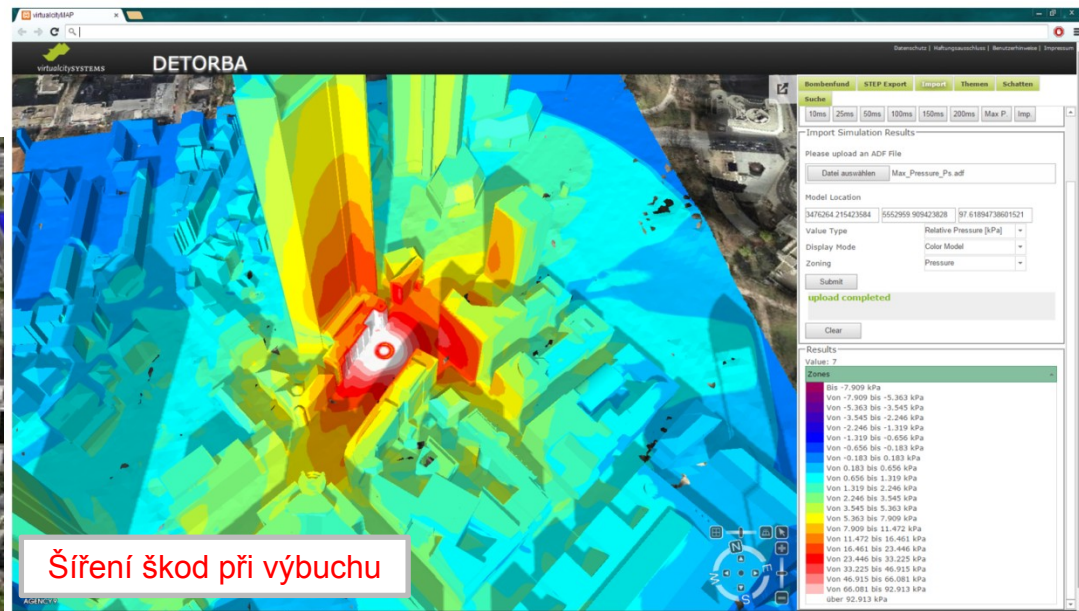 virtualcityMAP
virtualcitySYSTEMS
DETORBA
Datenschutz | Haftungsausschluss | Benutzerhinweise | Impressum
Bombenfund STEP Export Import Themen Schatten
Suche
10ms 25ms 50ms 100ms 150ms 200ms Max P. Imp.
Import Simulation Results
Please upload an ADF File
Datei auswählen Max_Pressure_Ps.adf
Model Location
3476264.215423584 5552959.909423828 97.61894738601521
Value Type Relative Pressure [kPa]
Display Mode Color Model
Zoning Pressure
Submit
upload completed
Clear
Results
Value: 7
Zones
Bis -7.909 kPa
Von -7.909 bis -5.363 kPa
Von -5.363 bis -3.545 kPa
Von -3.545 bis -2.246 kPa
Von -2.246 bis -1.319 kPa
Von -1.319 bis -0.656 kPa
Von -0.656 bis -0.183 kPa
Von -0.183 bis 0.183 kPa
Von 0.183 bis 0.656 kPa
Von 0.656 bis 1.319 kPa
Von 1.319 bis 2.246 kPa
Von 2.246 bis 3.545 kPa
Von 3.545 bis 5.363 kPa
Von 5.363 bis 7.909 kPa
Von 7.909 bis 11.472 kPa
Von 11.472 bis 16.461 kPa
Von 16.461 bis 23.446 kPa
Von 23.446 bis 33.225 kPa
Von 33.225 bis 46.915 kPa
Von 46.915 bis 66.081 kPa
Von 66.081 bis 92.913 kPa
über 92.913 kPa
N
W
E
S
Šíření škod při výbuchu